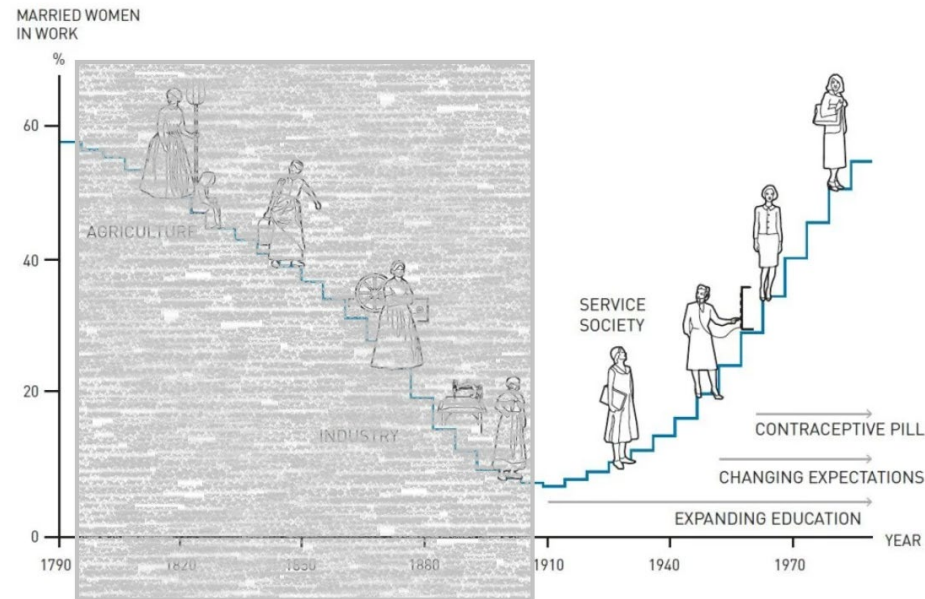 MARRIED WOMEN
IN WORK
%
60
40
20
0
AGRICULTURE
INDUSTRY
SERVICE
SOCIETY
CONTRACEPTIVE PILL
CHANGING EXPECTATIONS
EXPANDING EDUCATION
YEAR
1790 1820 1850 1880 1910 1940 1970